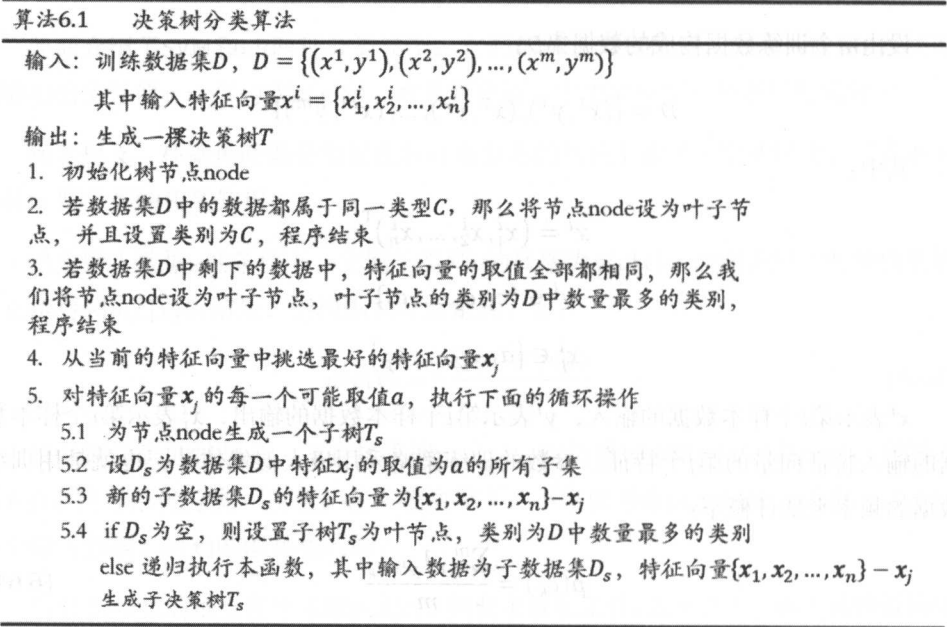 算法6.1 决策树分类算法
输入：训练数据集D，D = {(x¹,y¹),(x²,y²),...,(xᵐ,yᵐ)}
其中输入特征向量xⁱ = {x₁ⁱ,x₂ⁱ,...,xₙⁱ}
输出：生成一棵决策树T
1. 初始化树节点node
2. 若数据集D中的数据都属于同一类型C，那么将节点node设为叶子节
点，并且设置类别为C，程序结束
3. 若数据集D中剩下的数据中，特征向量的取值全部都相同，那么我
们将节点node设为叶子节点，叶子节点的类别为D中数量最多的类别，
程序结束
4. 从当前的特征向量中挑选最好的特征向量xⱼ
5. 对特征向量xⱼ的每一个可能取值a，执行下面的循环操作
5.1 为节点node生成一个子树Tₛ
5.2 设Dₛ为数据集D中特征xⱼ的取值为a的所有子集
5.3 新的子数据集Dₛ的特征向量为{x₁,x₂,...,xₙ}−xⱼ
5.4 if Dₛ为空，则设置子树Tₛ为叶节点，类别为D中数量最多的类别
else 递归执行本函数，其中输入数据为子数据集Dₛ，特征向量{x₁,x₂,...,xₙ} − xⱼ
生成子决策树Tₛ